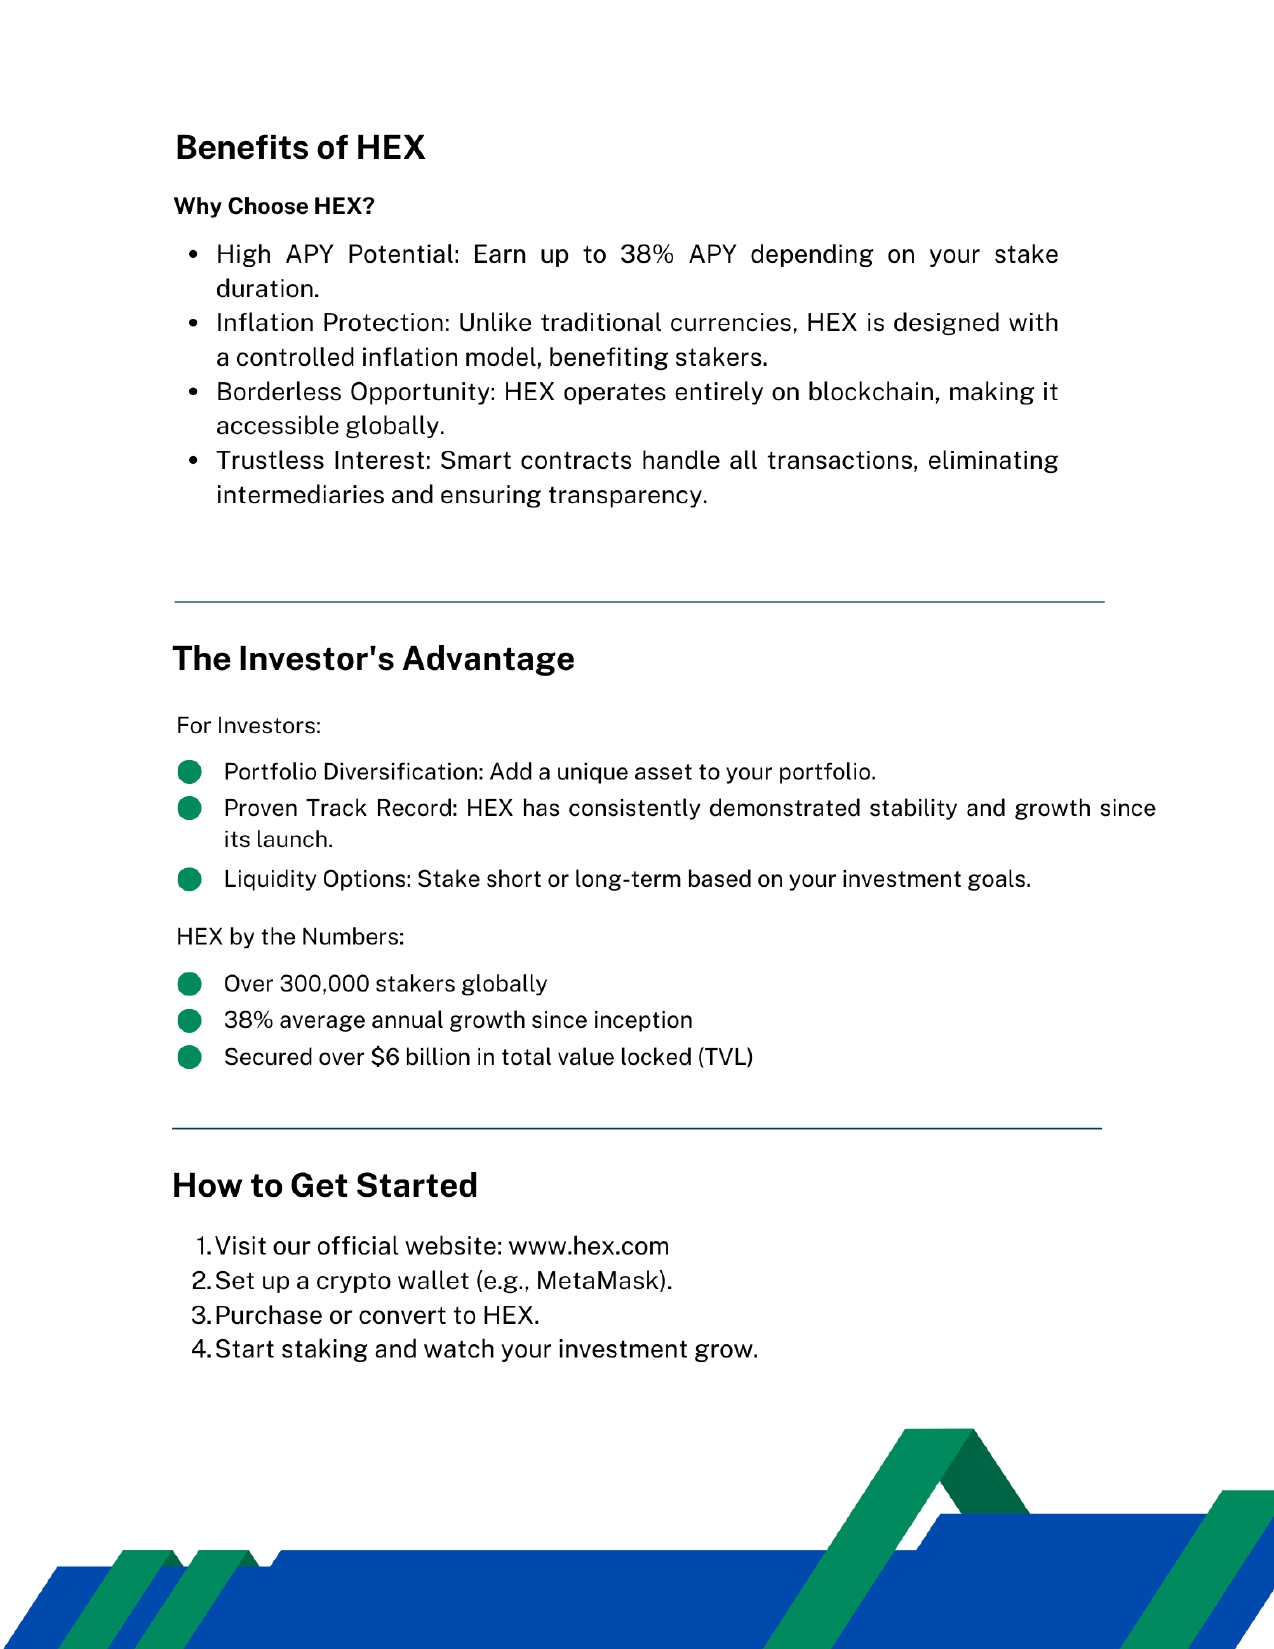 Benefits of HEX
Why Choose HEX?
• High APY Potential: Earn up to 38% APY depending on your stake
duration.
• Inflation Protection: Unlike traditional currencies, HEX is designed with
a controlled inflation model, benefiting stakers.
• Borderless Opportunity: HEX operates entirely on blockchain, making it
accessible globally.
• Trustless Interest: Smart contracts handle all transactions, eliminating
intermediaries and ensuring transparency.
The Investor's Advantage
For Investors:
Portfolio Diversification: Add a unique asset to your portfolio.
Proven Track Record: HEX has consistently demonstrated stability and growth since
its launch.
Liquidity Options: Stake short or long-term based on your investment goals.
HEX by the Numbers:
Over 300,000 stakers globally
38% average annual growth since inception
Secured over $6 billion in total value locked (TVL)
How to Get Started
1. Visit our official website: www.hex.com
2. Set up a crypto wallet (e.g., MetaMask).
3. Purchase or convert to HEX.
4. Start staking and watch your investment grow.